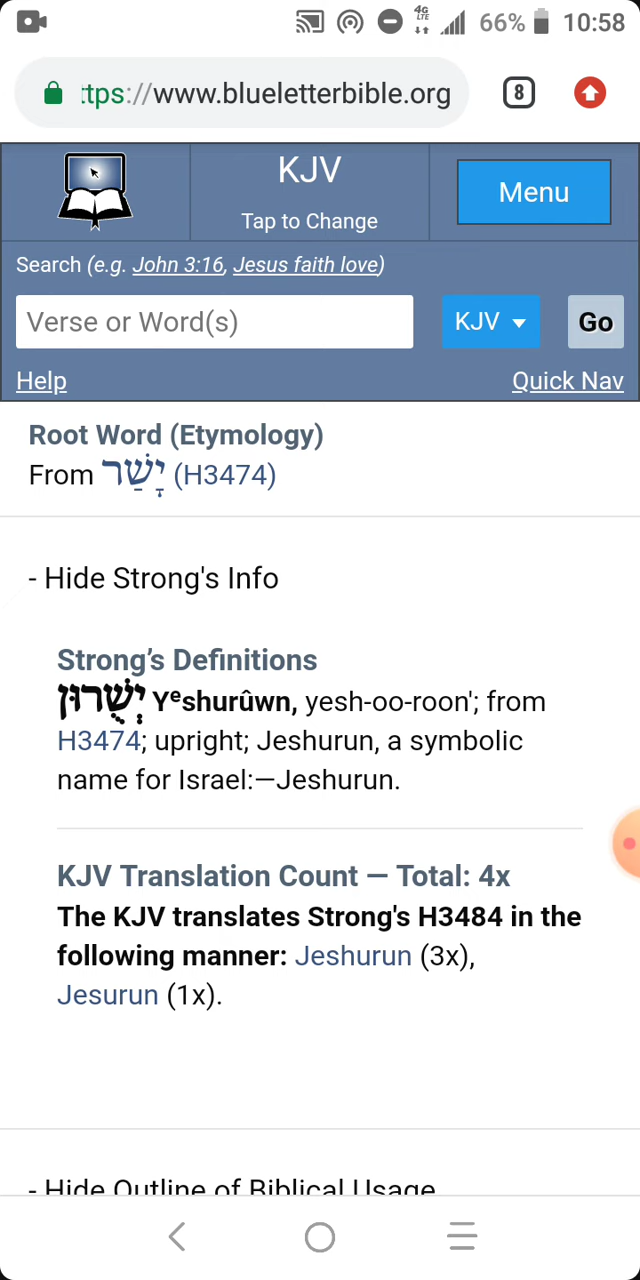 4G
LTE
66%
10:58
ttps://www.blueletterbible.org
8
KJV
Tap to Change
Menu
Search (e.g. John 3:16, Jesus faith love)
Verse or Word(s)
KJV
Go
Help
Quick Nav
Root Word (Etymology)
From יָשַׁר (H3474)
- Hide Strong's Info
Strong’s Definitions
יְשֻׁרוּן Yᵉshurûwn, yesh-oo-roon'; from
H3474; upright; Jeshurun, a symbolic
name for Israel:—Jeshurun.
KJV Translation Count — Total: 4x
The KJV translates Strong's H3484 in the
following manner: Jeshurun (3x),
Jesurun (1x).
- Hide Outline of Biblical Usage